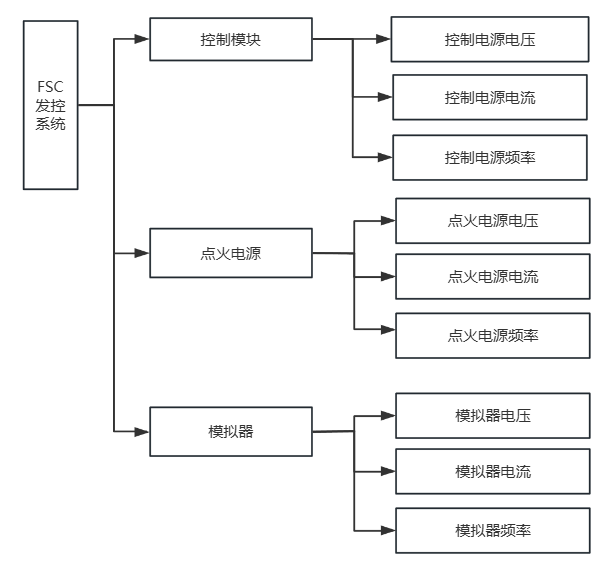 FSC
发控
系统
控制模块
控制电源电压
控制电源电流
控制电源频率
点火电源
点火电源电压
点火电源电流
点火电源频率
模拟器
模拟器电压
模拟器电流
模拟器频率